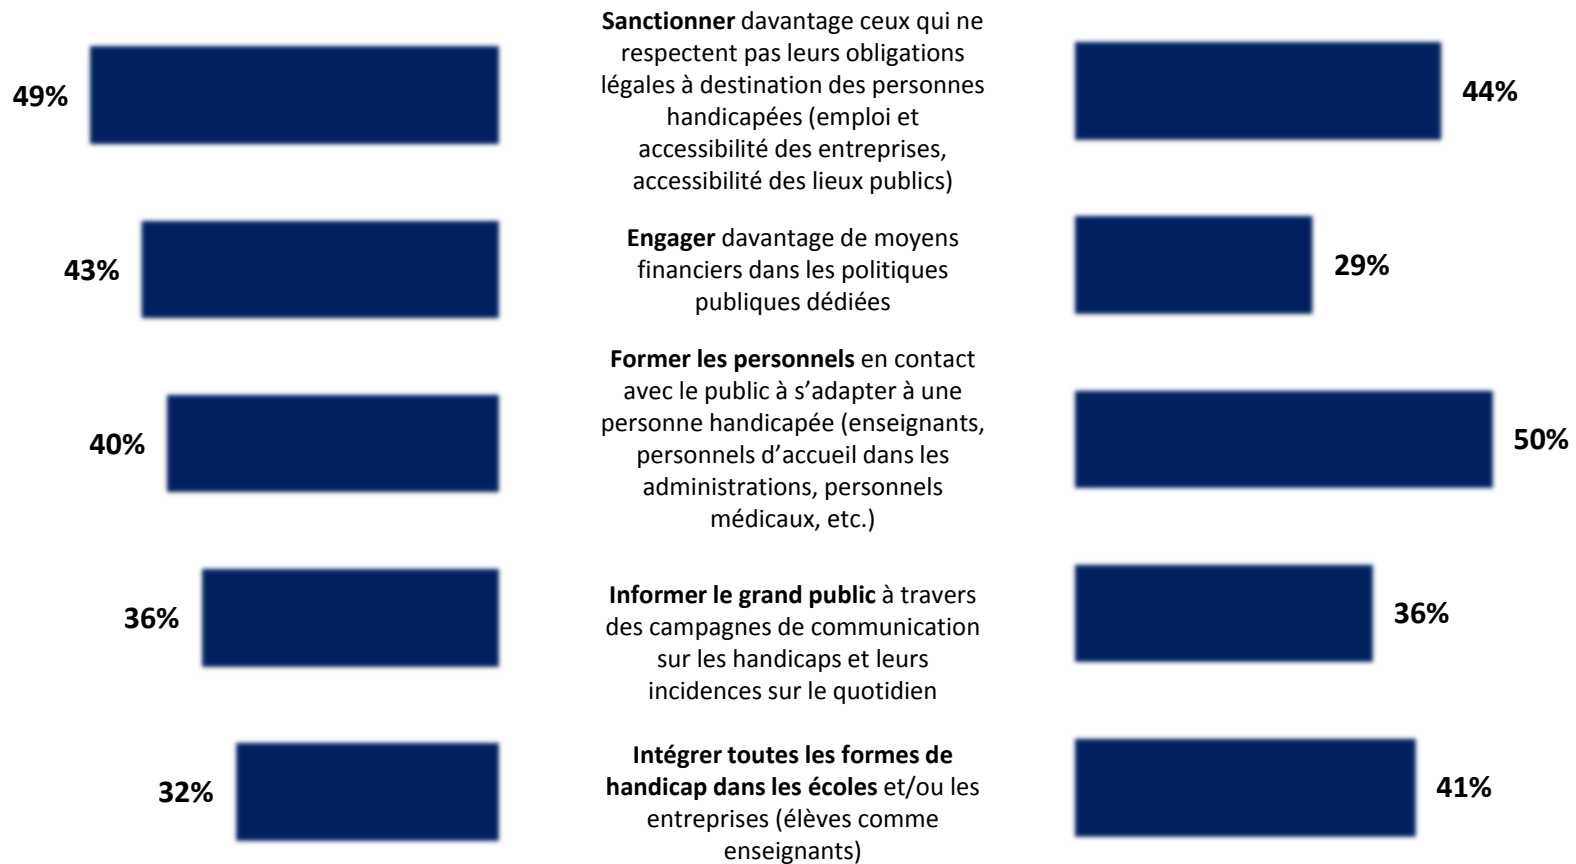 Sanctionner davantage ceux qui ne
respectent pas leurs obligations
légales à destination des personnes
handicapées (emploi et
accessibilité des entreprises,
accessibilité des lieux publics)
49%
44%
Engager davantage de moyens
financiers dans les politiques
publiques dédiées
43%
29%
Former les personnels en contact
avec le public à s’adapter à une
personne handicapée (enseignants,
personnels d’accueil dans les
administrations, personnels
médicaux, etc.)
40%
50%
Informer le grand public à travers
des campagnes de communication
sur les handicaps et leurs
incidences sur le quotidien
36%
36%
Intégrer toutes les formes de
handicap dans les écoles et/ou les
entreprises (élèves comme
enseignants)
32%
41%